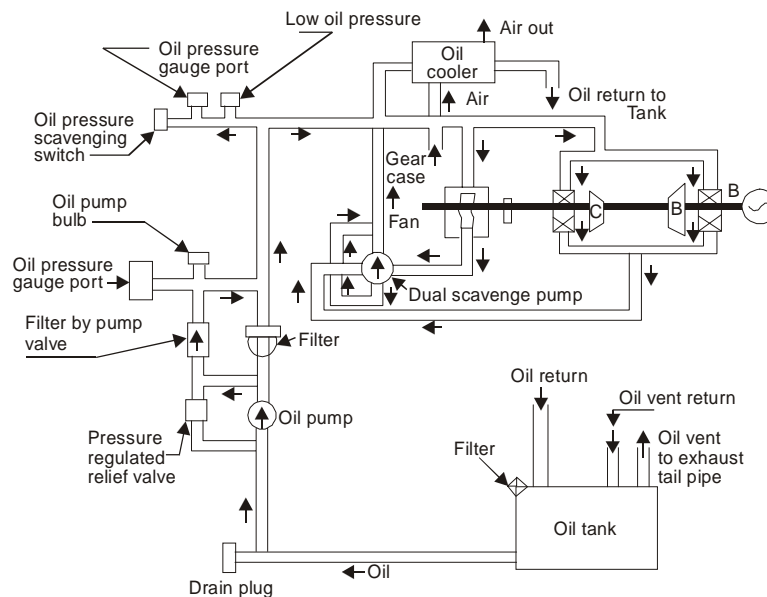 Low oil pressure
Air out
Oil pressure
gauge port
Oil
cooler
Oil pressure
scavenging
switch
Air
Oil return to
Tank
Gear
case
Oil pump
bulb
Fan
C
B
B
Oil pressure
gauge port
Dual scavenge pump
Filter by pump
valve
Filter
Oil return
Oil vent return
Oil pump
Pressure
regulated
relief valve
Filter
Oil vent
to exhaust
tail pipe
Oil tank
Oil
Drain plug